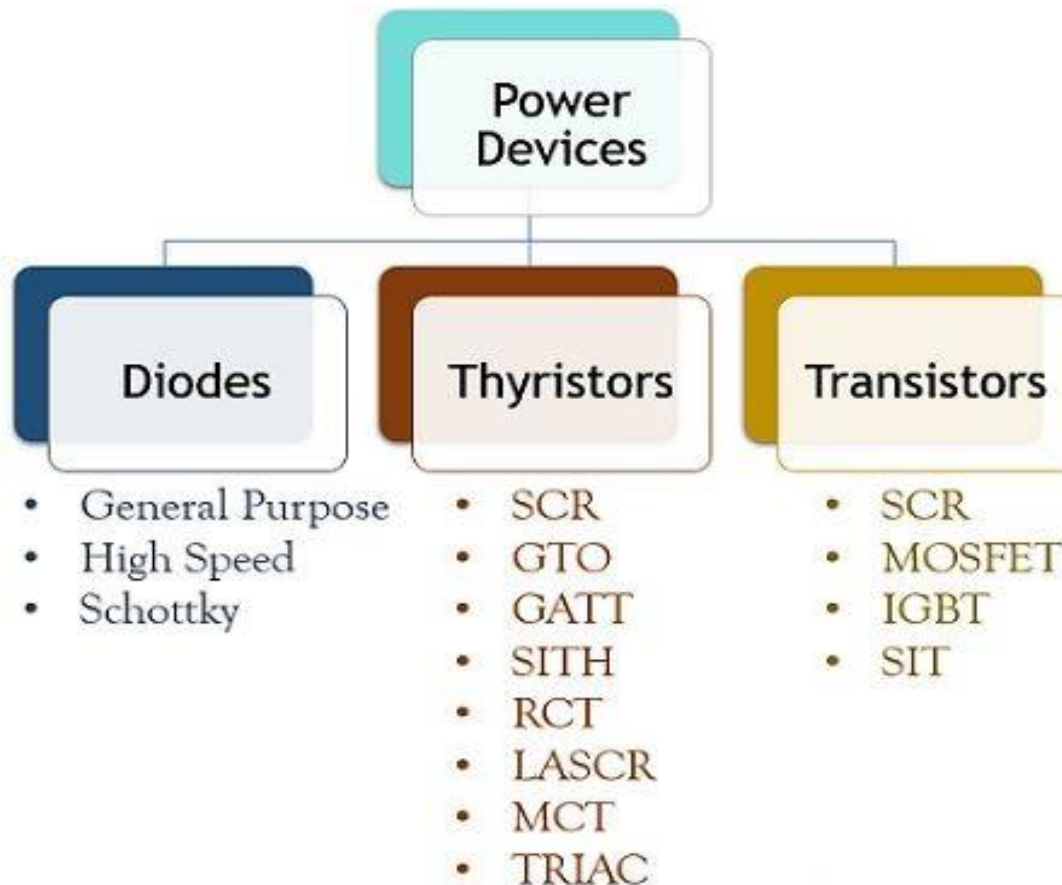 Power
Devices
Diodes
Thyristors
Transistors
• General Purpose
• High Speed
• Schottky
• SCR
• GTO
• GATT
• SITH
• RCT
• LASCR
• MCT
• TRIAC
• SCR
• MOSFET
• IGBT
• SIT